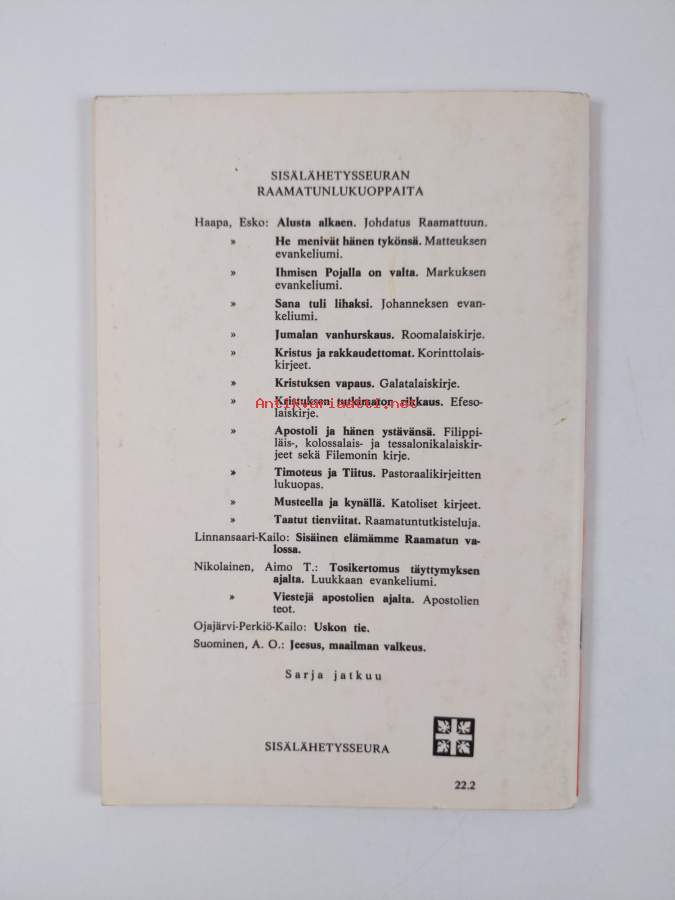 SISÄLÄHETYSSEURAN
RAAMATUNLUKUOPPAITA
Haapa, Esko: Alusta alkaen. Johdatus Raamattuun.
» He menivät hänen tykönsä. Matteuksen
evankeliumi.
» Ihmisen Pojalla on valta. Markuksen
evankeliumi.
» Sana tuli lihaksi. Johanneksen evan-
keliumi.
» Jumalan vanhurskaus. Roomalaiskirje.
» Kristus ja rakkaudettomat. Korinttolais-
kirjeet.
» Kristuksen vapaus. Galatalaiskirje.
» Kristuksen tutkimaton rikkaus. Efeso-
Antikvariaatti.net
laiskirje.
» Apostoli ja hänen ystävänsä. Filippi-
läis-, kolossalais- ja tessalonikalaiskir-
jeet sekä Filemonin kirje.
» Timoteus ja Tiitus. Pastoraalikirjeitten
lukuopas.
» Musteella ja kynällä. Katoliset kirjeet.
» Taatut tienviitat. Raamatuntutkisteluja.
Linnansaari-Kailo: Sisäinen elämämme Raamatun va-
lossa.
Nikolainen, Aimo T.: Tosikertomus täyttymyksen
ajalta. Luukkaan evankeliumi.
» Viestejä apostolien ajalta. Apostolien
teot.
Ojajärvi-Perkiö-Kailo: Uskon tie.
Suominen, A. O.: Jeesus, maailman valkeus.
Sarja jatkuu
SISÄLÄHETYSSEURA
22.2